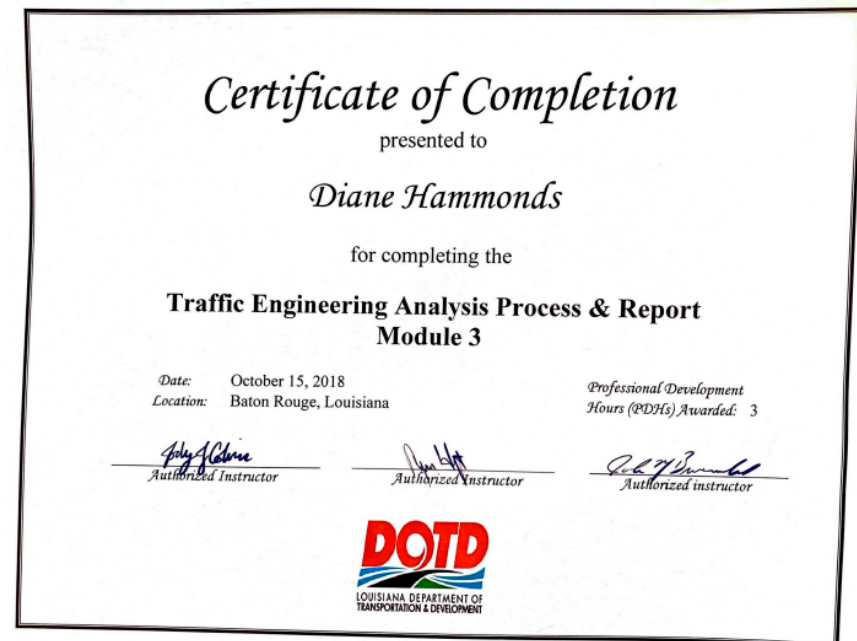 Certificate of Completion
presented to
Diane Hammonds
for completing the
Traffic Engineering Analysis Process & Report
Module 3
Date: October 15, 2018
Location: Baton Rouge, Louisiana
Professional Development
Hours (PDHs) Awarded: 3
Authorized Instructor
Authorized Instructor
Authorized instructor
DOTD
LOUISIANA DEPARTMENT OF
TRANSPORTATION & DEVELOPMENT